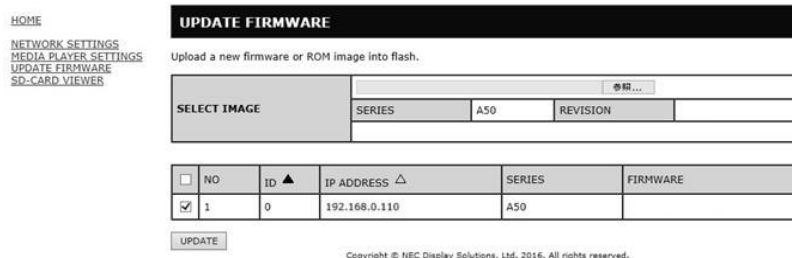 HOME
NETWORK SETTINGS
MEDIA PLAYER SETTINGS
UPDATE FIRMWARE
SD-CARD VIEWER
UPDATE FIRMWARE
Upload a new firmware or ROM image into flash.
SELECT IMAGE
参照...
SERIES A50 REVISION
NO ID ▲ IP ADDRESS △ SERIES FIRMWARE
1 0 192.168.0.110 A50
UPDATE
Copyright © NEC Display Solutions, Ltd. 2016. All rights reserved.